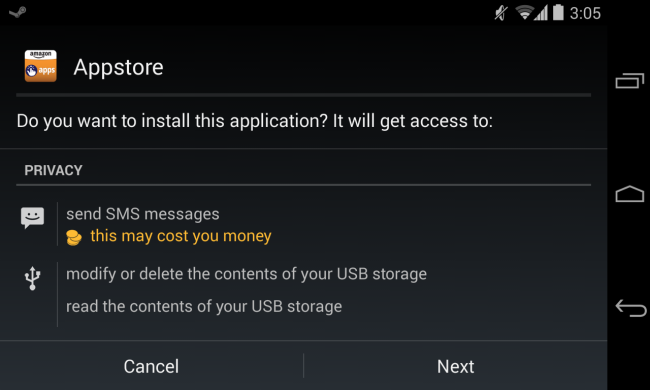 3:05
amazon
apps
Appstore
Do you want to install this application? It will get access to:
PRIVACY
send SMS messages
this may cost you money
modify or delete the contents of your USB storage
read the contents of your USB storage
Cancel
Next